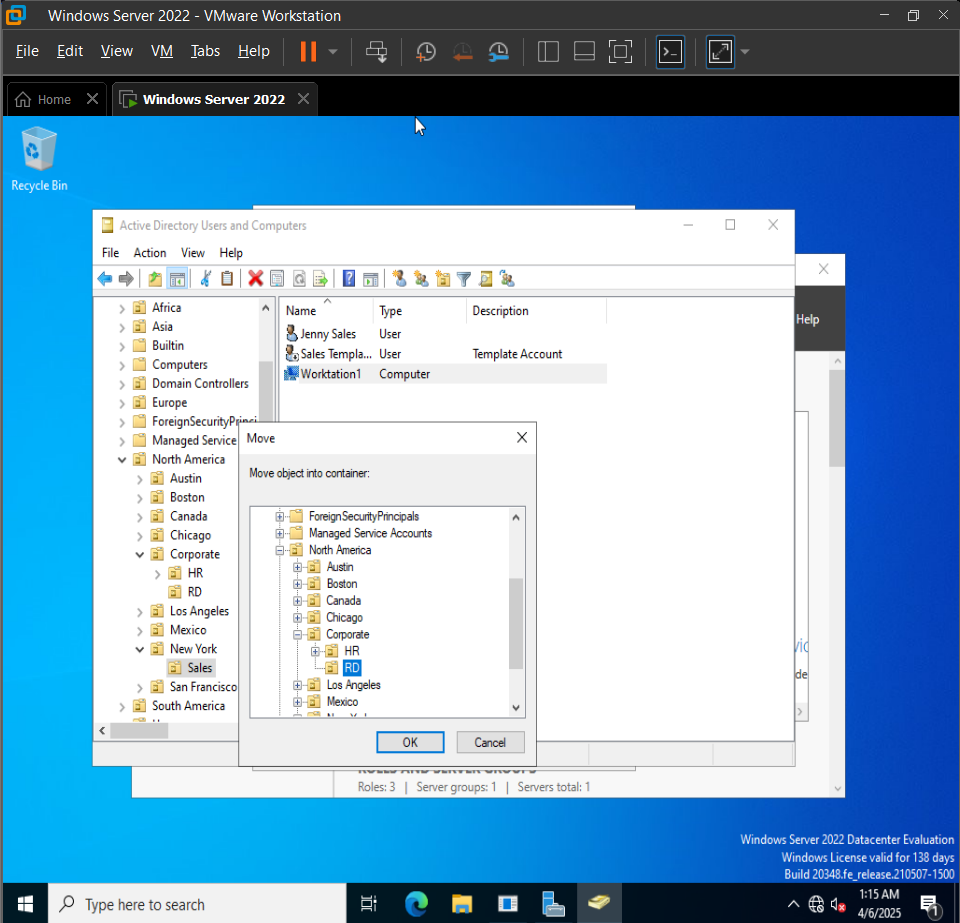 Windows Server 2022 - VMware Workstation
File Edit View VM Tabs Help
Home Windows Server 2022
Recycle Bin
Active Directory Users and Computers
File Action View Help
Help
Name Type Description
Jenny Sales User
Sales Templa... User Template Account
Worktation1 Computer
Africa
Asia
Builtin
Computers
Domain Controllers
Europe
ForeignSecurityPrinci
Managed Service
North America
Austin
Boston
Canada
Chicago
Corporate
HR
RD
Los Angeles
Mexico
New York
Sales
San Francisco
South America
Move
Move object into container:
ForeignSecurityPrincipals
Managed Service Accounts
North America
Austin
Boston
Canada
Chicago
Corporate
HR
RD
Los Angeles
Mexico
OK Cancel
ROLES AND SERVER GROUPS
Roles: 3 | Server groups: 1 | Servers total: 1
Windows Server 2022 Datacenter Evaluation
Windows License valid for 138 days
Build 20348.fe_release.210507-1500
Type here to search
1:15 AM
4/6/2025
1